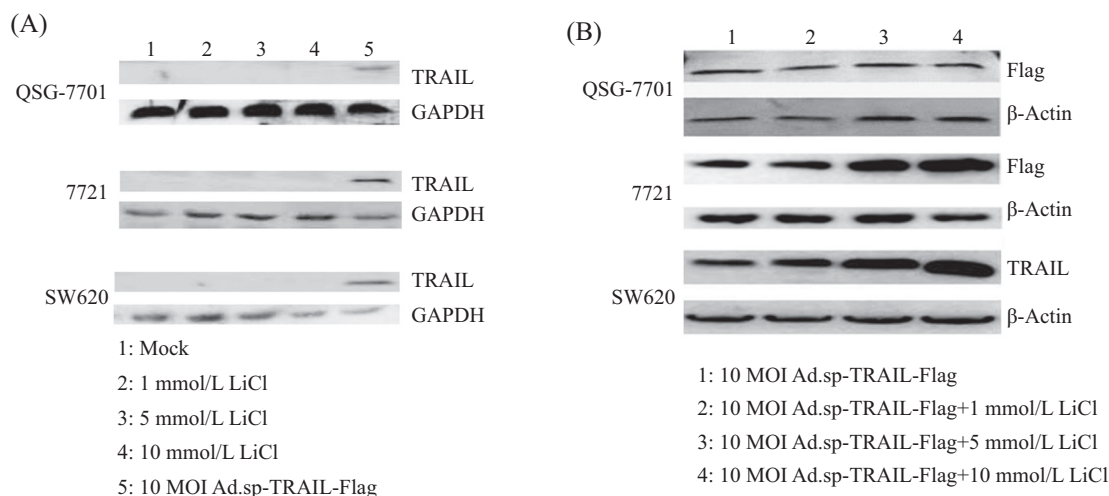 (A)
1 2 3 4 5
TRAIL
QSG-7701
GAPDH
TRAIL
7721
GAPDH
TRAIL
SW620
GAPDH
1: Mock
2: 1 mmol/L LiCl
3: 5 mmol/L LiCl
4: 10 mmol/L LiCl
5: 10 MOI Ad.sp-TRAIL-Flag
(B)
1 2 3 4
Flag
QSG-7701
β-Actin
Flag
7721
β-Actin
TRAIL
SW620
β-Actin
1: 10 MOI Ad.sp-TRAIL-Flag
2: 10 MOI Ad.sp-TRAIL-Flag+1 mmol/L LiCl
3: 10 MOI Ad.sp-TRAIL-Flag+5 mmol/L LiCl
4: 10 MOI Ad.sp-TRAIL-Flag+10 mmol/L LiCl